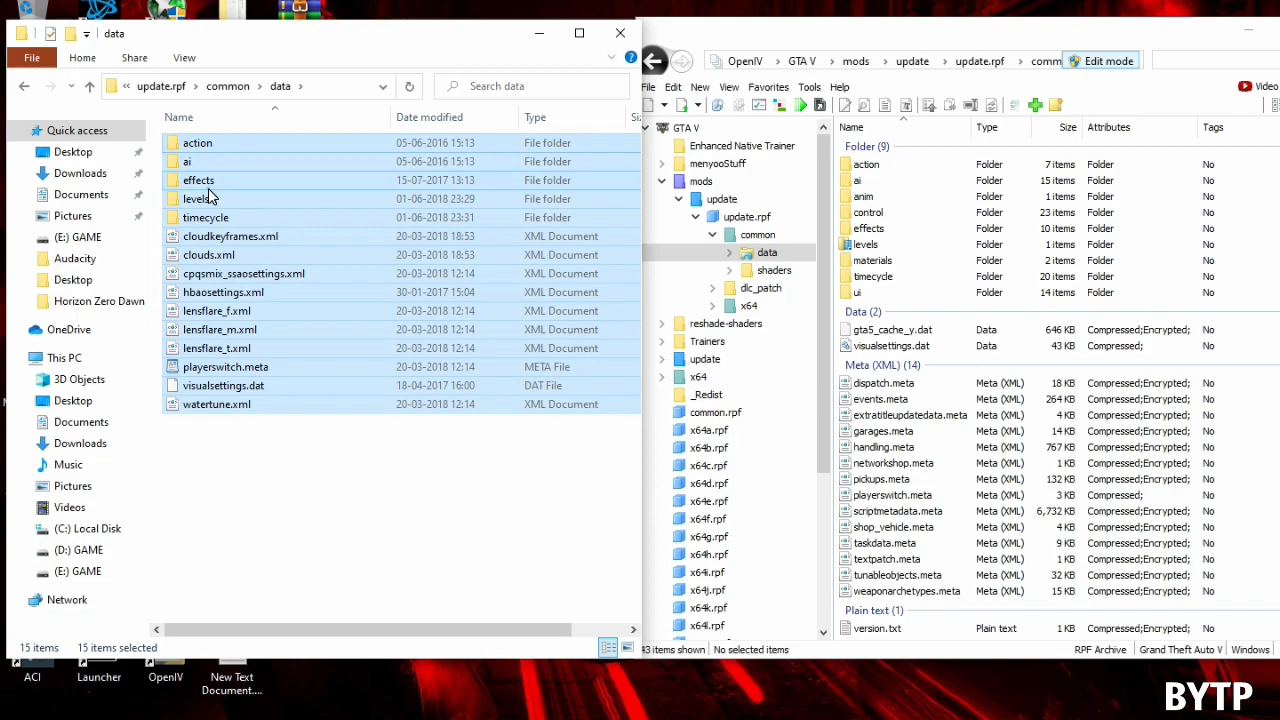 data
File
Home
Share
View
« update.rpf › common › data ›
Search data
Name
Date modified
Type
Quick access
Desktop
Downloads
Documents
Pictures
(E:) GAME
Audacity
Desktop
Horizon Zero Dawn
OneDrive
This PC
3D Objects
Desktop
Documents
Downloads
Music
Pictures
Videos
(C:) Local Disk
(D:) GAME
(E:) GAME
Network
action 05-06-2016 15:13 File folder
ai 05-06-2016 15:13 File folder
effects 15-07-2017 13:13 File folder
levels 01-06-2018 23:29 File folder
timecycle 01-06-2018 23:31 File folder
cloudkeyframes.xml 20-03-2018 18:53 XML Document
clouds.xml 20-03-2018 18:53 XML Document
cpqsmix_ssaosettings.xml 20-03-2018 12:14 XML Document
hbaosettings.xml 30-01-2017 15:04 XML Document
lensflare_f.xml 20-03-2018 12:14 XML Document
lensflare_m.xml 20-03-2018 12:14 XML Document
lensflare_t.xml 20-03-2018 12:14 XML Document
playerswitch.meta 20-03-2018 12:14 META File
visualsettings.dat 18-04-2017 16:00 DAT File
watertune.xml 20-03-2018 12:14 XML Document
15 items 15 items selected
OpenIV › GTA V › mods › update › update.rpf › comm
Edit mode
File Edit New View Favorites Tools Help
Video
GTA V
Enhanced Native Trainer
menyooStuff
mods
update
update.rpf
common
data
shaders
dlc_patch
x64
reshade-shaders
Trainers
update
x64
_Redist
common.rpf
x64a.rpf
x64b.rpf
x64c.rpf
x64d.rpf
x64e.rpf
x64f.rpf
x64g.rpf
x64h.rpf
x64i.rpf
x64j.rpf
x64k.rpf
x64l.rpf
Name Type Size Attributes Tags
Folder (9)
action Folder 7 items No
ai Folder 15 items No
anim Folder 2 items No
control Folder 23 items No
effects Folder 10 items No
levels Folder 1 items No
materials Folder 2 items No
timecycle Folder 20 items No
ui Folder 14 items No
Data (2)
gta5_cache_y.dat Data 646 KB Compressed;Encrypted; No
visualsettings.dat Data 43 KB Compressed;Encrypted; No
Meta (XML) (14)
dispatch.meta Meta (XML) 18 KB Compressed;Encrypted; No
events.meta Meta (XML) 264 KB Compressed;Encrypted; No
extratitleupdatedata.meta Meta (XML) 4 KB Compressed;Encrypted; No
garages.meta Meta (XML) 14 KB Compressed;Encrypted; No
handling.meta Meta (XML) 767 KB Compressed;Encrypted; No
networkshop.meta Meta (XML) 1 KB Compressed;Encrypted; No
pickups.meta Meta (XML) 132 KB Compressed;Encrypted; No
playerswitch.meta Meta (XML) 3 KB Compressed; No
scriptmetadata.meta Meta (XML) 6,732 KB Compressed;Encrypted; No
shop_vehicle.meta Meta (XML) 4 KB Compressed;Encrypted; No
taskdata.meta Meta (XML) 9 KB Compressed;Encrypted; No
textpatch.meta Meta (XML) 1 KB Compressed;Encrypted; No
tunableobjects.meta Meta (XML) 32 KB Compressed;Encrypted; No
weaponarchetypes.meta Meta (XML) 15 KB Compressed;Encrypted; No
Plain text (1)
version.txt Plain text 1 KB Compressed;Encrypted; No
43 items shown No selected items
RPF Archive Grand Theft Auto V Windows
ACI
Launcher
OpenIV
New Text
Document....
BYTP